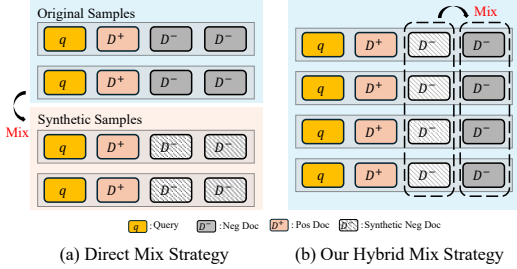 Original Samples
q D⁺ D⁻ D⁻
q D⁺ D⁻ D⁻
Mix
Synthetic Samples
q D⁺ D⁻ D⁻
q D⁺ D⁻ D⁻
Mix
q D⁺ D⁻ D⁻
q D⁺ D⁻ D⁻
q D⁺ D⁻ D⁻
q D⁺ D⁻ D⁻
q : Query D⁻ : Neg Doc D⁺ : Pos Doc D⁻ : Synthetic Neg Doc
(a) Direct Mix Strategy
(b) Our Hybrid Mix Strategy